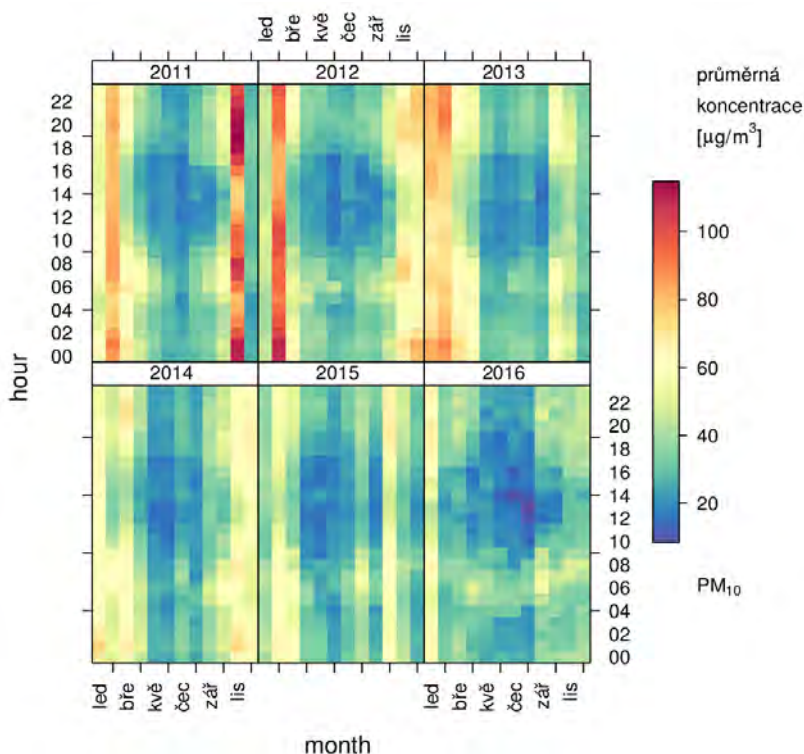 led bře kvě čec zář lis
2011 2012 2013
průměrná
koncentrace
[µg/m³]
22
20
18
16
14
12
10
08
06
04
02
00
100
80
60
40
20
PM₁₀
hour
2014 2015 2016
22
20
18
16
14
12
10
08
06
04
02
00
led bře kvě čec zář lis led bře kvě čec zář lis
month